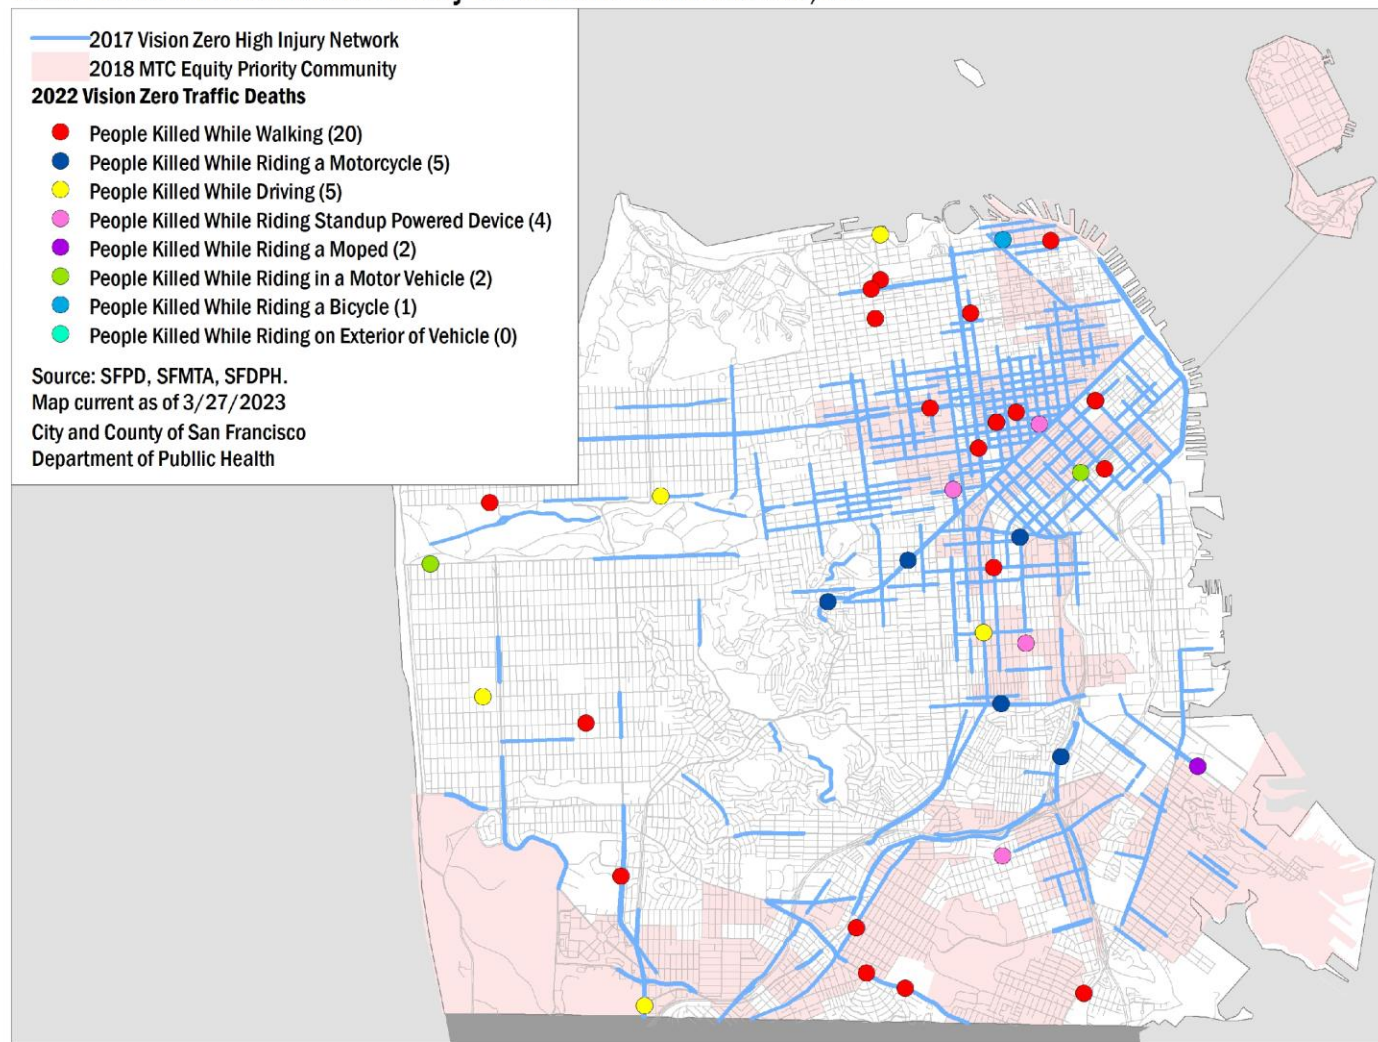 2017 Vision Zero High Injury Network
2018 MTC Equity Priority Community
2022 Vision Zero Traffic Deaths
People Killed While Walking (20)
People Killed While Riding a Motorcycle (5)
People Killed While Driving (5)
People Killed While Riding Standup Powered Device (4)
People Killed While Riding a Moped (2)
People Killed While Riding in a Motor Vehicle (2)
People Killed While Riding a Bicycle (1)
People Killed While Riding on Exterior of Vehicle (0)
Source: SFPD, SFMTA, SFDPH.
Map current as of 3/27/2023
City and County of San Francisco
Department of Publlic Health